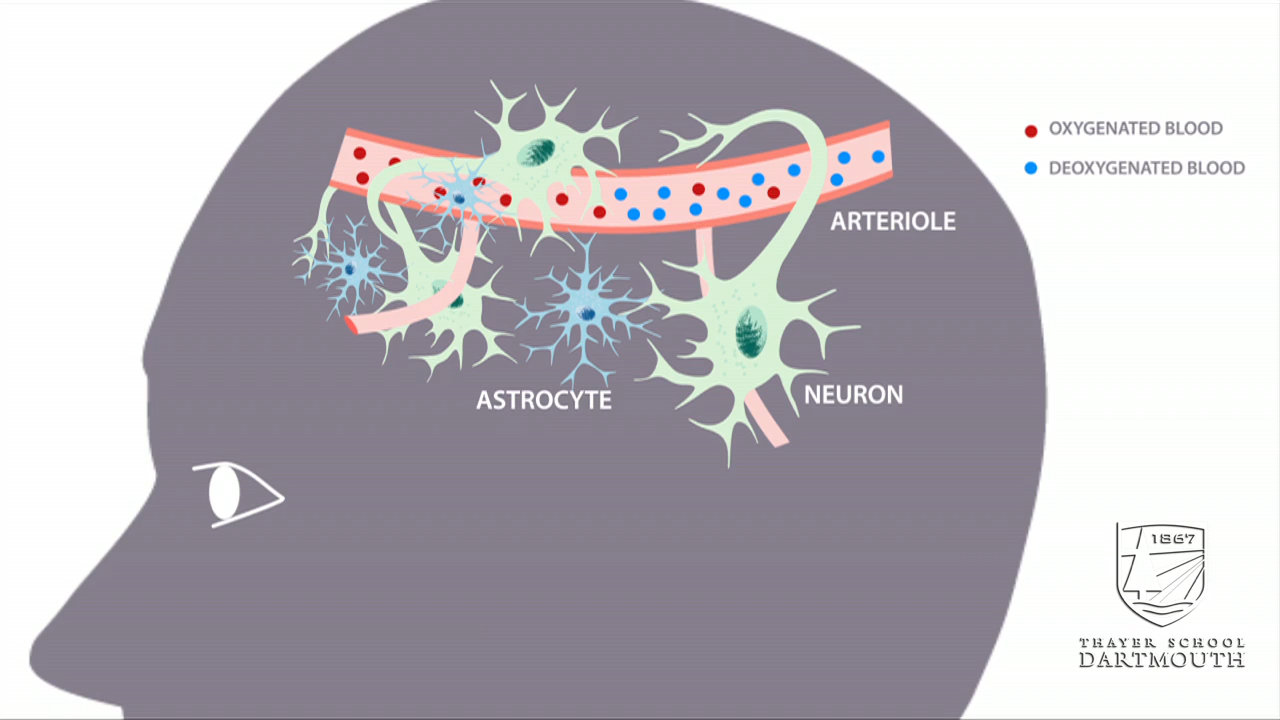 OXYGENATED BLOOD
DEOXYGENATED BLOOD
ARTERIOLE
ASTROCYTE
NEURON
1867
THAYER SCHOOL
DARTMOUTH